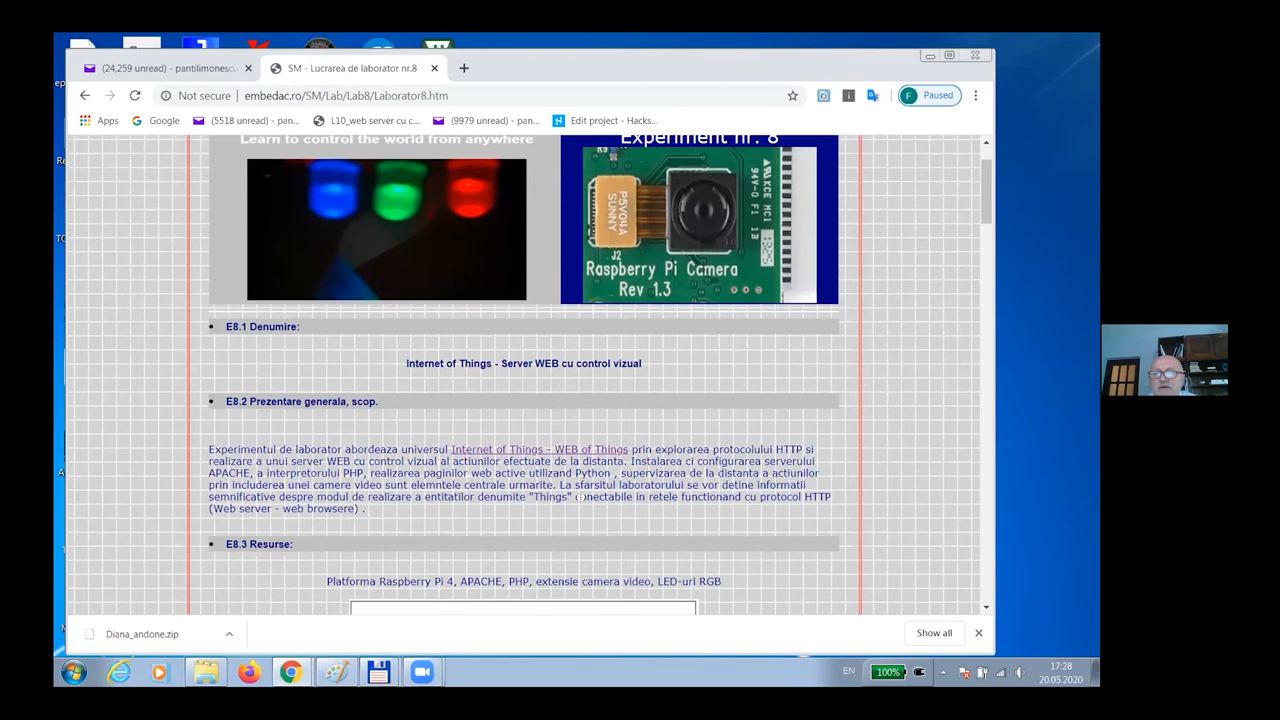 (24,259 unread) - pantilimonescu
SM - Lucrarea de laborator nr.8
Not secure
embedac.ro/SM/Lab/Lab8/Laborator8.htm
Paused
Apps
Google
(5518 unread) - pan...
L10_web server cu c...
(9979 unread) - pan...
Edit project - Hacks...
Learn to control the world from anywhere
Experiment nr. 8
P5V04A
SUNNY
J2
94V-0
Raspberry Pi Camera
Rev 1.3
E8.1 Denumire:
Internet of Things - Server WEB cu control vizual
E8.2 Prezentare generala, scop.
Experimentul de laborator abordeaza universul Internet of Things - WEB of Things prin explorarea protocolului HTTP si
realizare a unui server WEB cu control vizual al actiunilor efectuate de la distanta. Instalarea ci configurarea serverului
APACHE, a interpretorului PHP, realizarea paginilor web active utilizand Python , supervizarea de la distanta a actiunilor
prin includerea unei camere video sunt elemntele centrale urmarite. La sfarsitul laboratorului se vor detine informatii
semnificative despre modul de realizare a entitatilor denumite "Things" conectabile in retele functionand cu protocol HTTP
(Web server - web browsere) .
E8.3 Resurse:
Platforma Raspberry Pi 4, APACHE, PHP, extensie camera video, LED-uri RGB
Diana_andone.zip
Show all
EN
100%
17:28
20.05.2020